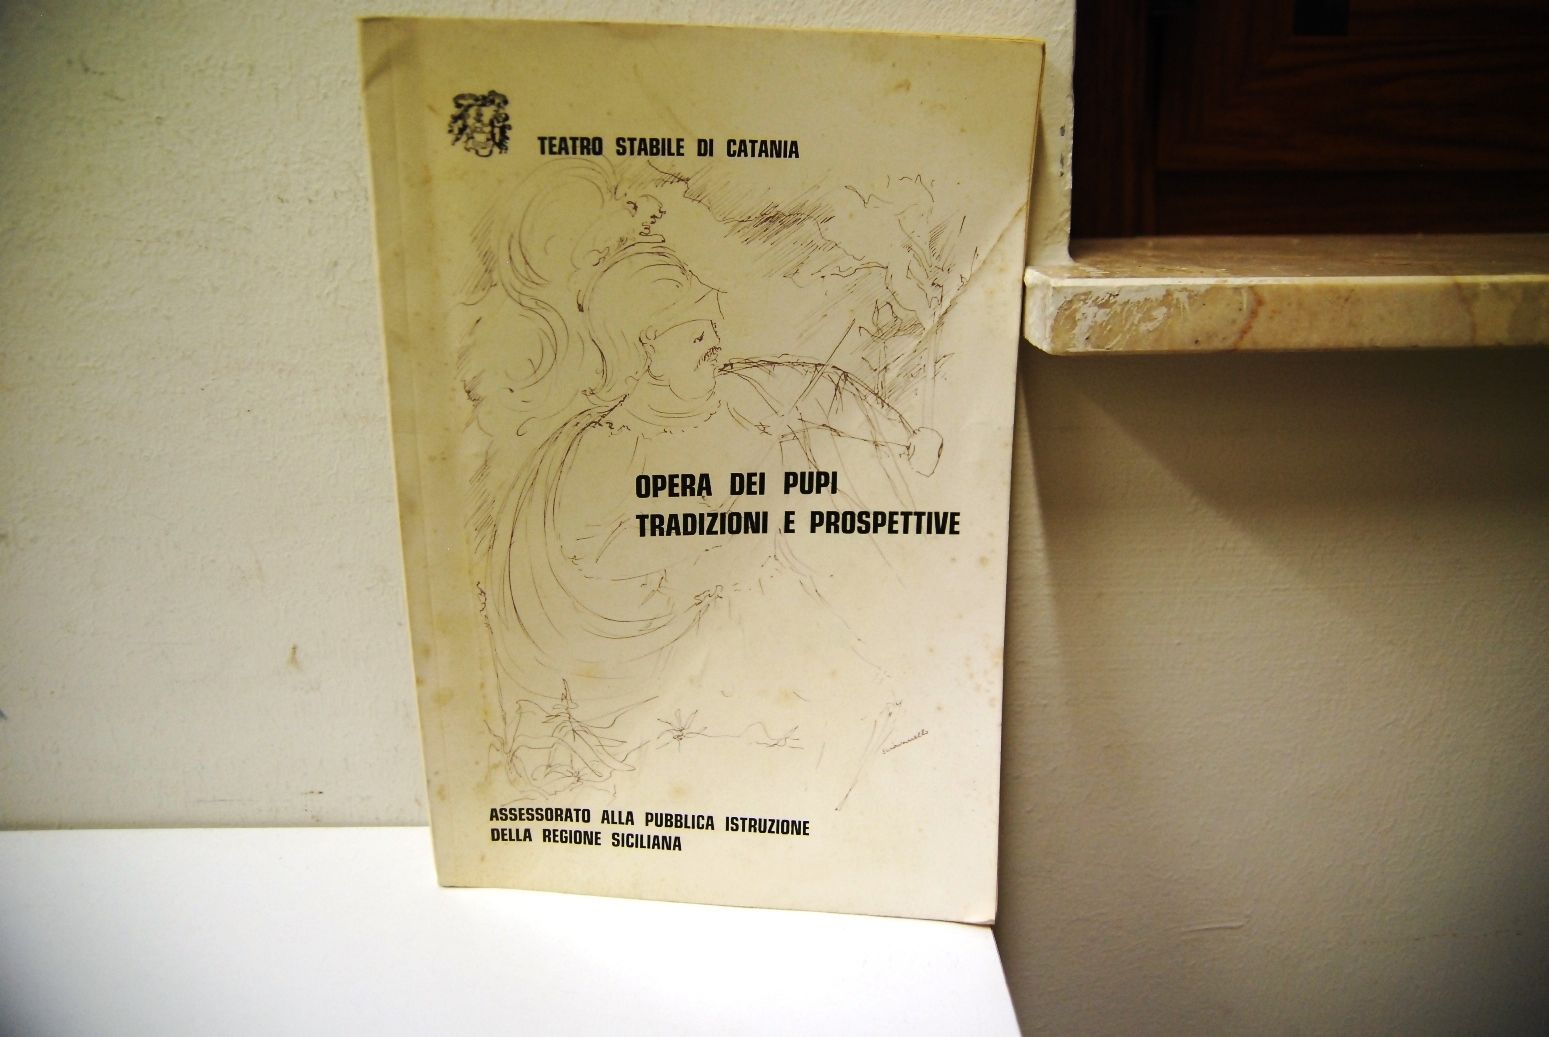 TEATRO STABILE DI CATANIA
OPERA DEI PUPI
TRADIZIONI E PROSPETTIVE
ASSESSORATO ALLA PUBBLICA ISTRUZIONE
DELLA REGIONE SICILIANA